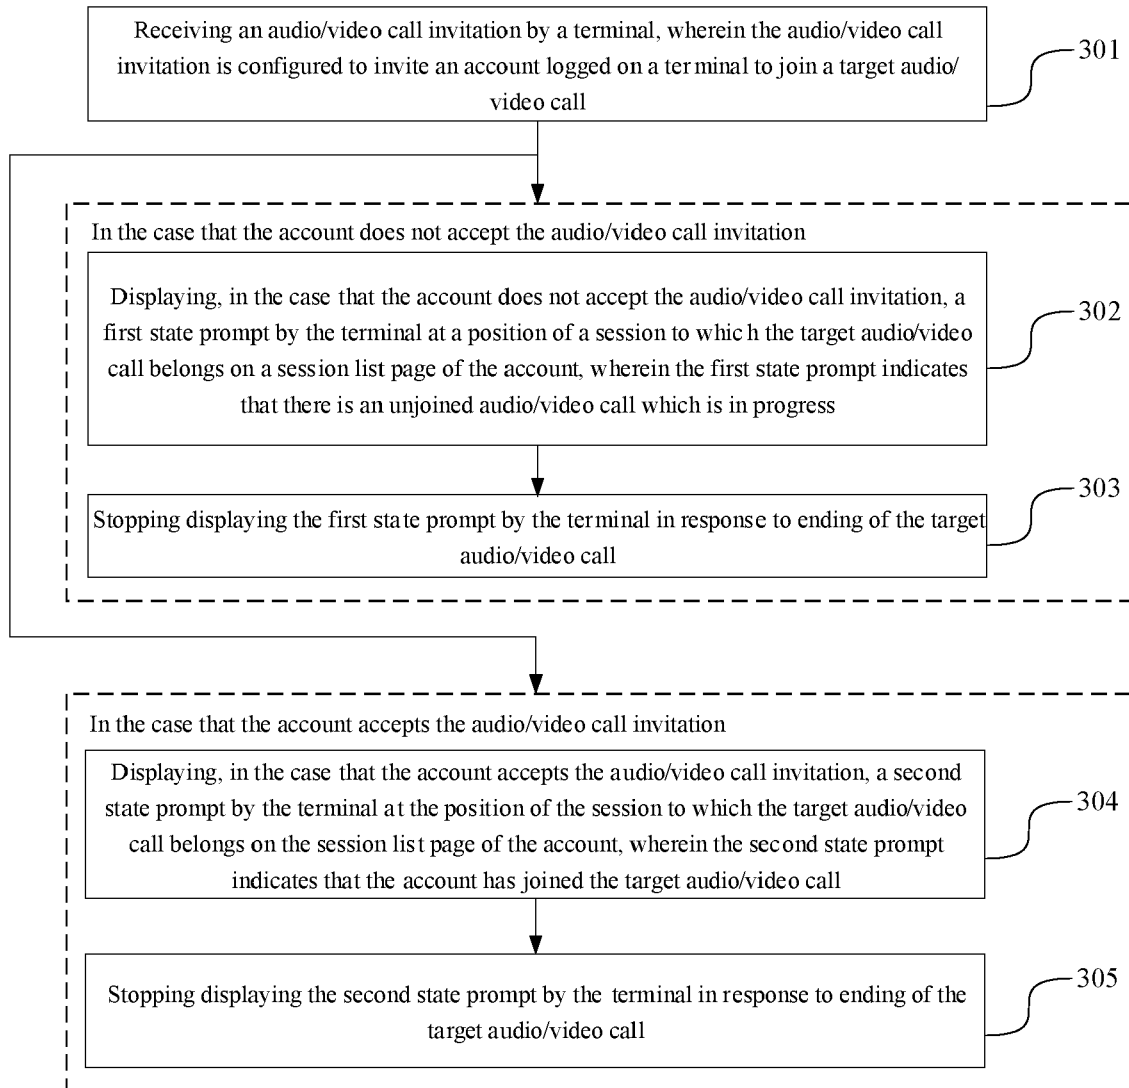 Receiving an audio/video call invitation by a terminal, wherein the audio/video call
invitation is configured to invite an account logged on a terminal to join a target audio/
video call
301
In the case that the account does not accept the audio/video call invitation
Displaying, in the case that the account does not accept the audio/video call invitation, a
first state prompt by the terminal at a position of a session to which the target audio/video
call belongs on a session list page of the account, wherein the first state prompt indicates
that there is an unjoined audio/video call which is in progress
302
Stopping displaying the first state prompt by the terminal in response to ending of the target
audio/video call
303
In the case that the account accepts the audio/video call invitation
Displaying, in the case that the account accepts the audio/video call invitation, a second
state prompt by the terminal at the position of the session to which the target audio/video
call belongs on the session list page of the account, wherein the second state prompt
indicates that the account has joined the target audio/video call
304
Stopping displaying the second state prompt by the terminal in response to ending of the
target audio/video call
305